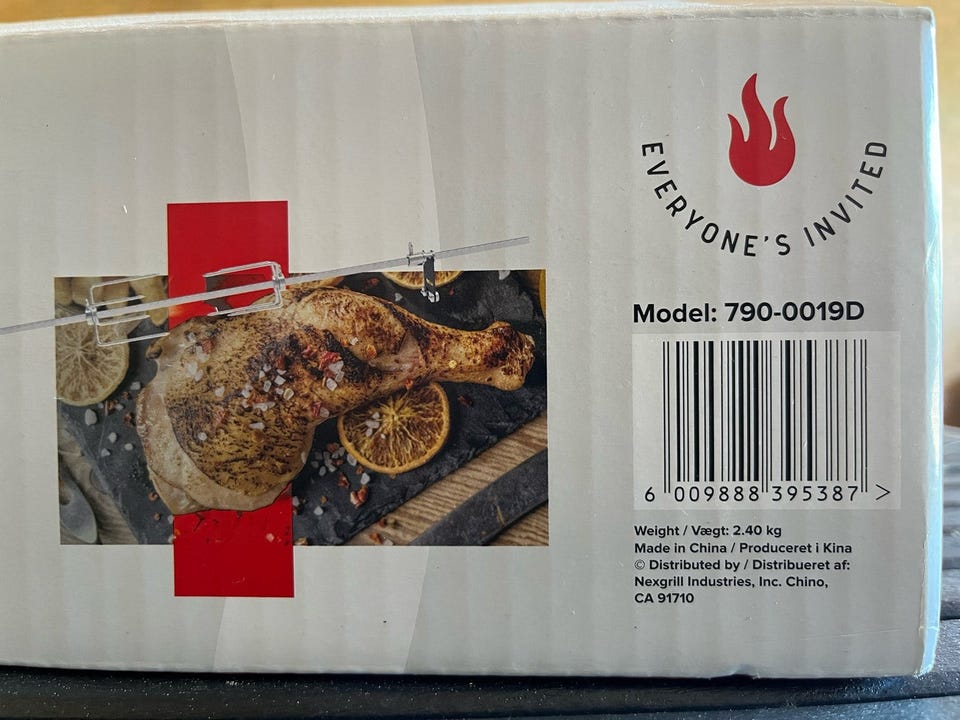 EVERYONE'S INVITED
Model: 790-0019D
6 009888 395387 >
Weight / Vægt: 2.40 kg
Made in China / Produceret i Kina
© Distributed by / Distribueret af:
Nexgrill Industries, Inc. Chino,
CA 91710